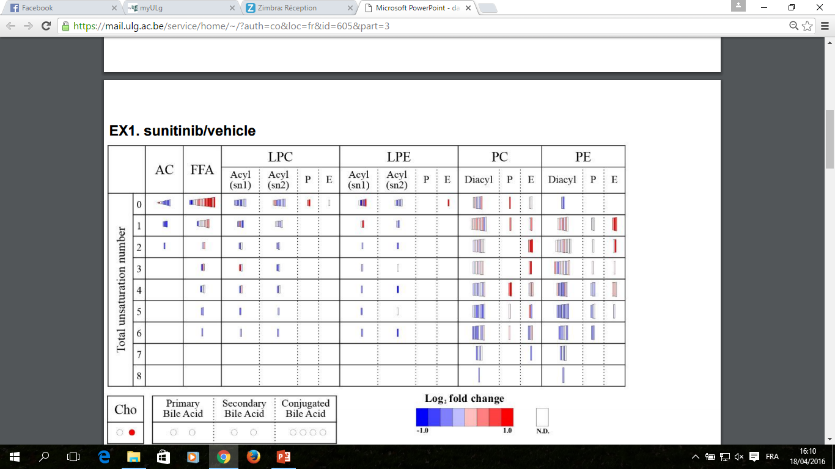 Facebook
myULg
Zimbra: Réception
Microsoft PowerPoint - d
https://mail.ulg.ac.be/service/home/~/?auth=co&loc=fr&id=605&part=3
EX1. sunitinib/vehicle
AC FFA LPC LPE PC PE
Acyl (sn1) Acyl (sn2) P E Acyl (sn1) Acyl (sn2) P E Diacyl P E Diacyl P E
Total unsaturation number
0
1
2
3
4
5
6
7
8
Cho
Primary Bile Acid
Secondary Bile Acid
Conjugated Bile Acid
Log₂ fold change
-1.0 1.0 N.D.
FRA
16:10
18/04/2016